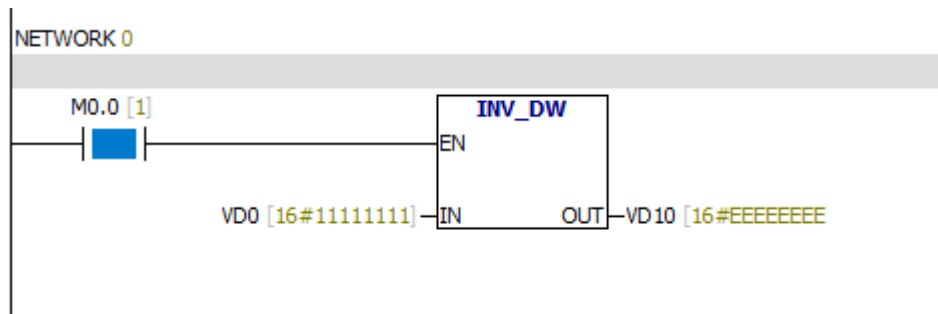 NETWORK 0
M0.0 [1]
INV_DW
EN
VD0 [16#11111111] IN OUT VD10 [16#EEEEEEEE